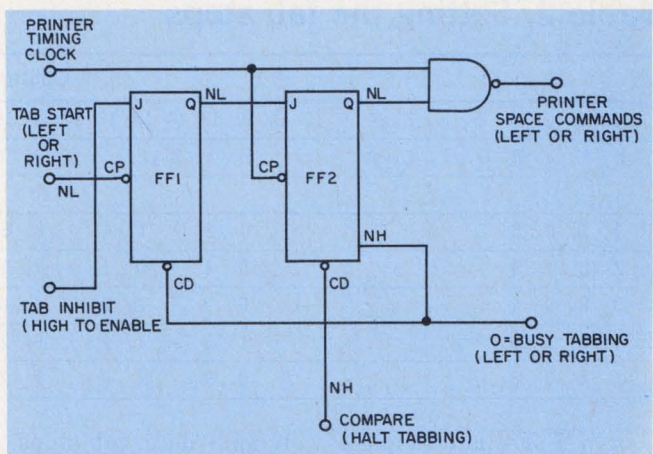 PRINTER
TIMING
CLOCK
TAB START
(LEFT
OR
RIGHT)
NL
TAB INHIBIT
(HIGH TO ENABLE
J
Q
CP
FF1
CD
NL
J
Q
CP
FF2
CD
NL
NH
NH
PRINTER
SPACE COMMANDS
(LEFT OR RIGHT)
O=BUSY TABBING
(LEFT OR RIGHT)
COMPARE
(HALT TABBING)